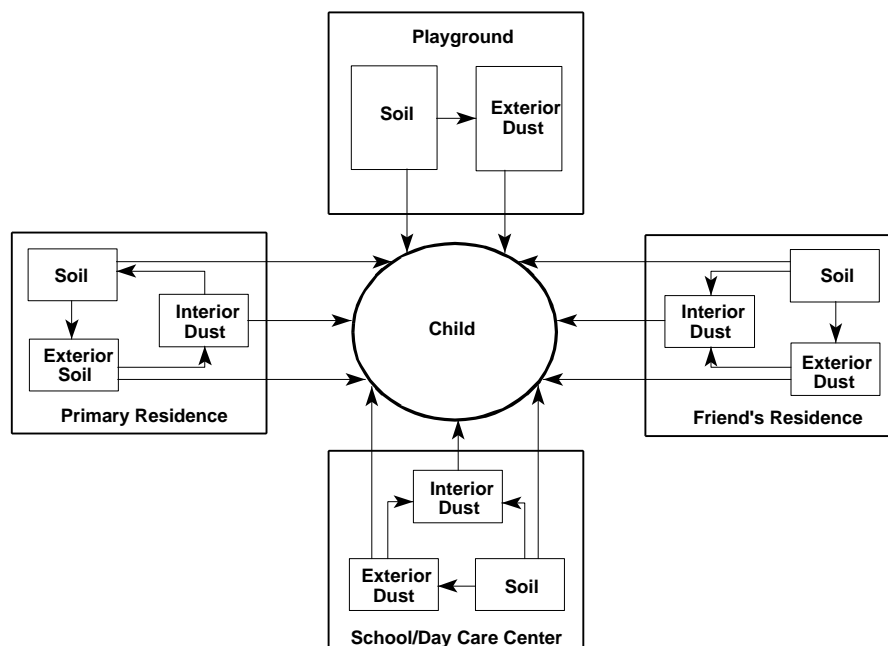 Playground
Soil
Exterior
Dust
Soil
Interior
Dust
Exterior
Soil
Primary Residence
Child
Soil
Interior
Dust
Exterior
Dust
Friend's Residence
Interior
Dust
Exterior
Dust
Soil
School/Day Care Center